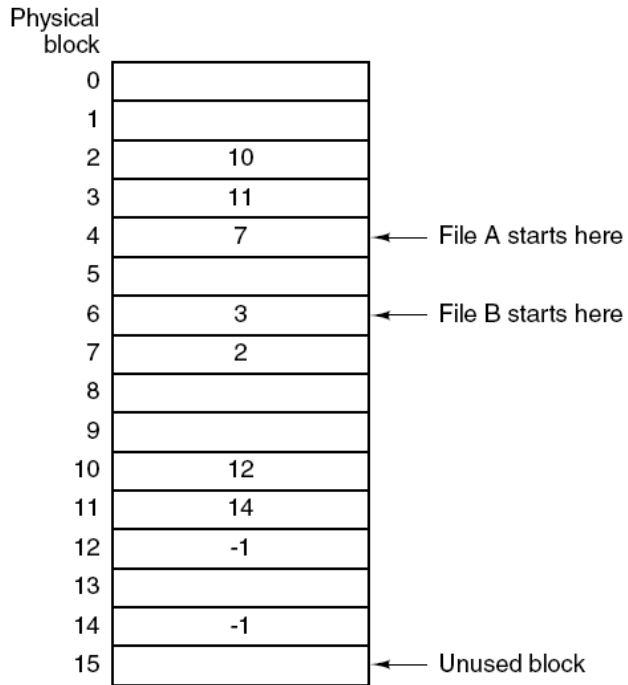 Physical
block
0
1
2 10
3 11
4 7 File A starts here
5
6 3 File B starts here
7 2
8
9
10 12
11 14
12 -1
13
14 -1
15 Unused block